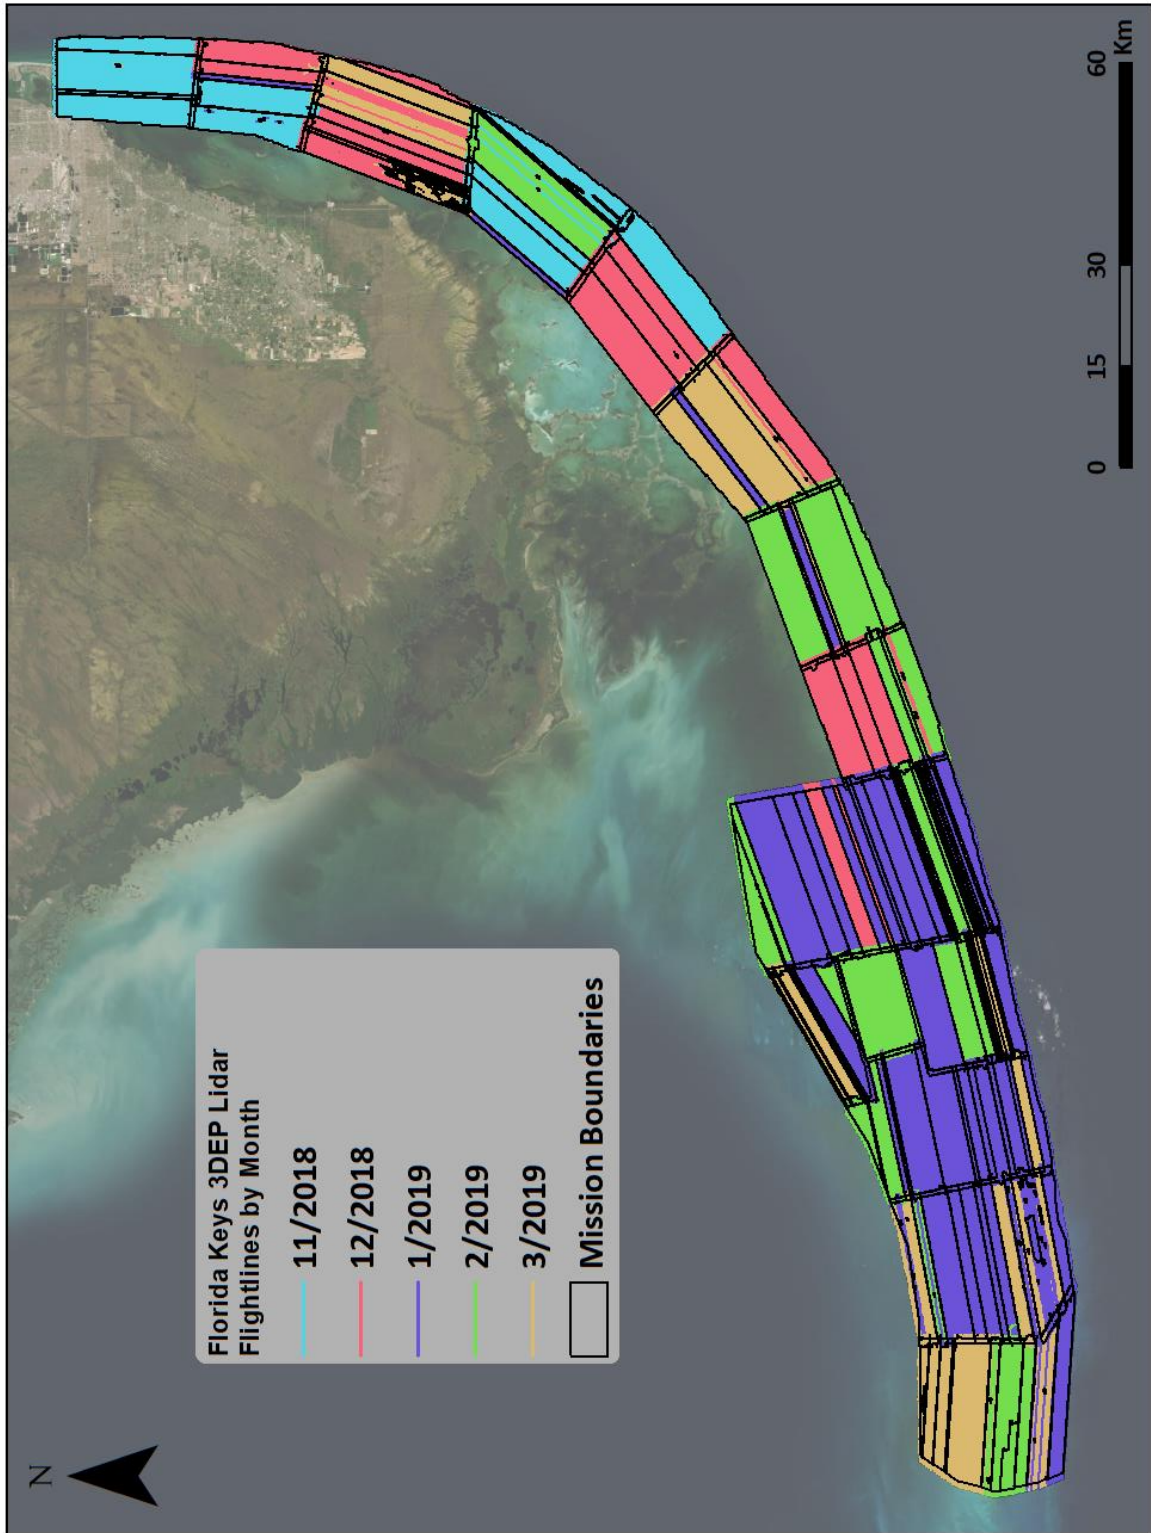 N
Florida Keys 3DEP Lidar
Flightlines by Month
11/2018
12/2018
1/2019
2/2019
3/2019
Mission Boundaries
0 15 30 60
Km